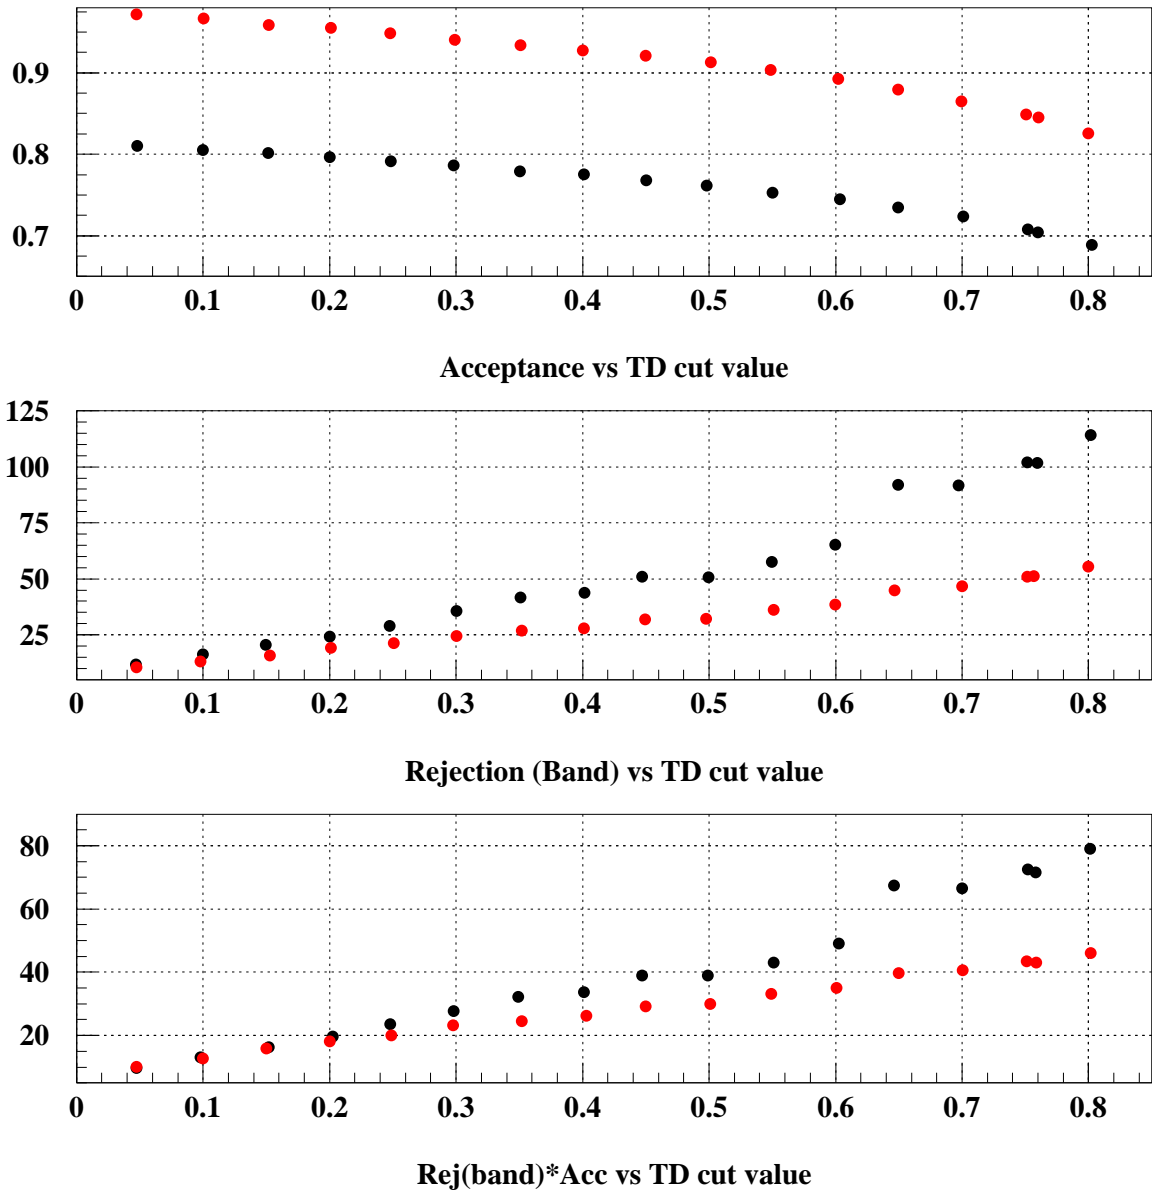 0.9
0.8
0.7
0 0.1 0.2 0.3 0.4 0.5 0.6 0.7 0.8
Acceptance vs TD cut value
125
100
75
50
25
0 0.1 0.2 0.3 0.4 0.5 0.6 0.7 0.8
Rejection (Band) vs TD cut value
80
60
40
20
0 0.1 0.2 0.3 0.4 0.5 0.6 0.7 0.8
Rej(band)*Acc vs TD cut value